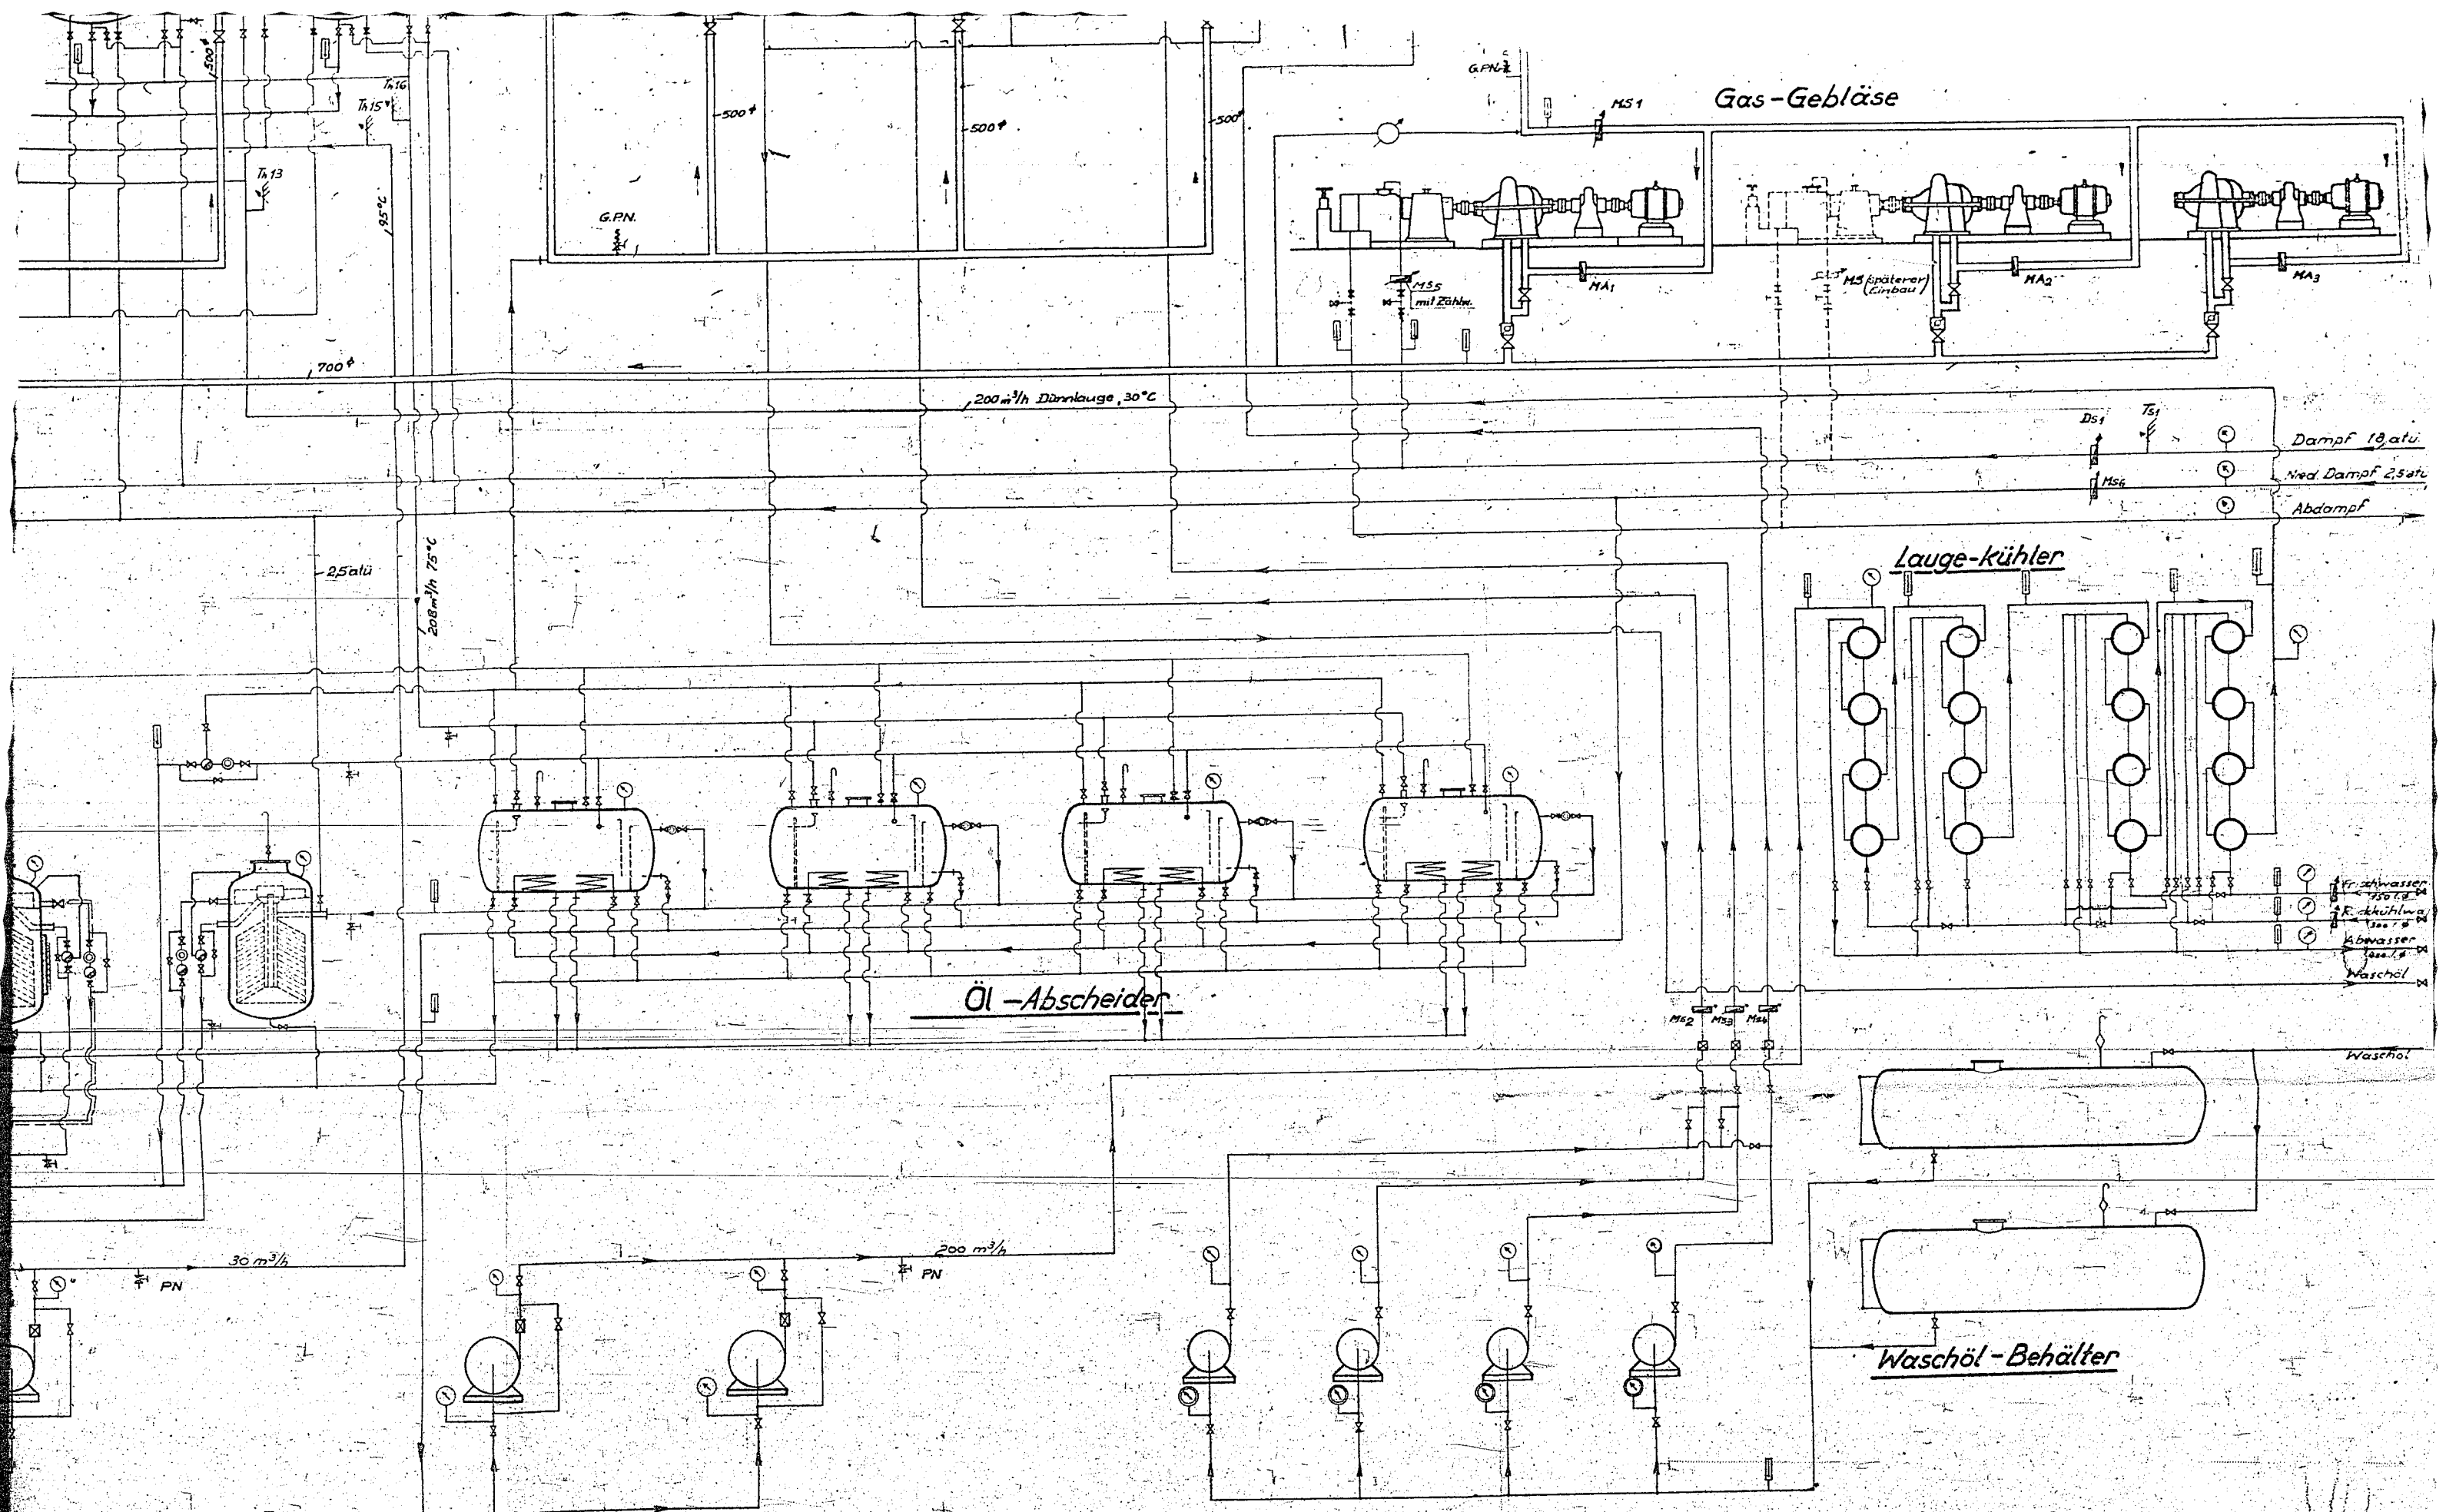 500⌀
Th16
Th15
Th13
95°C
G.P.N.
500⌀
500⌀
500⌀
G.P.N.
MS1
Gas-Gebläse
MS5
mit Zählw.
MA1
MS (späterer
Einbau)
MA2
MA3
700⌀
200 m³/h Dünnlauge, 30°C
DS1
TS1
Dampf 18 atü
Nied. Dampf 2,5 atü
MS6
Abdampf
2,5 atü
208 m³/h 75°C
Lauge-Kühler
Frischwasser
Rückkühlwa
Abwasser
Waschöl
Öl-Abscheider
MS2
MS3
MS4
Waschöl
30 m³/h
PN
200 m³/h
PN
Waschöl-Behälter